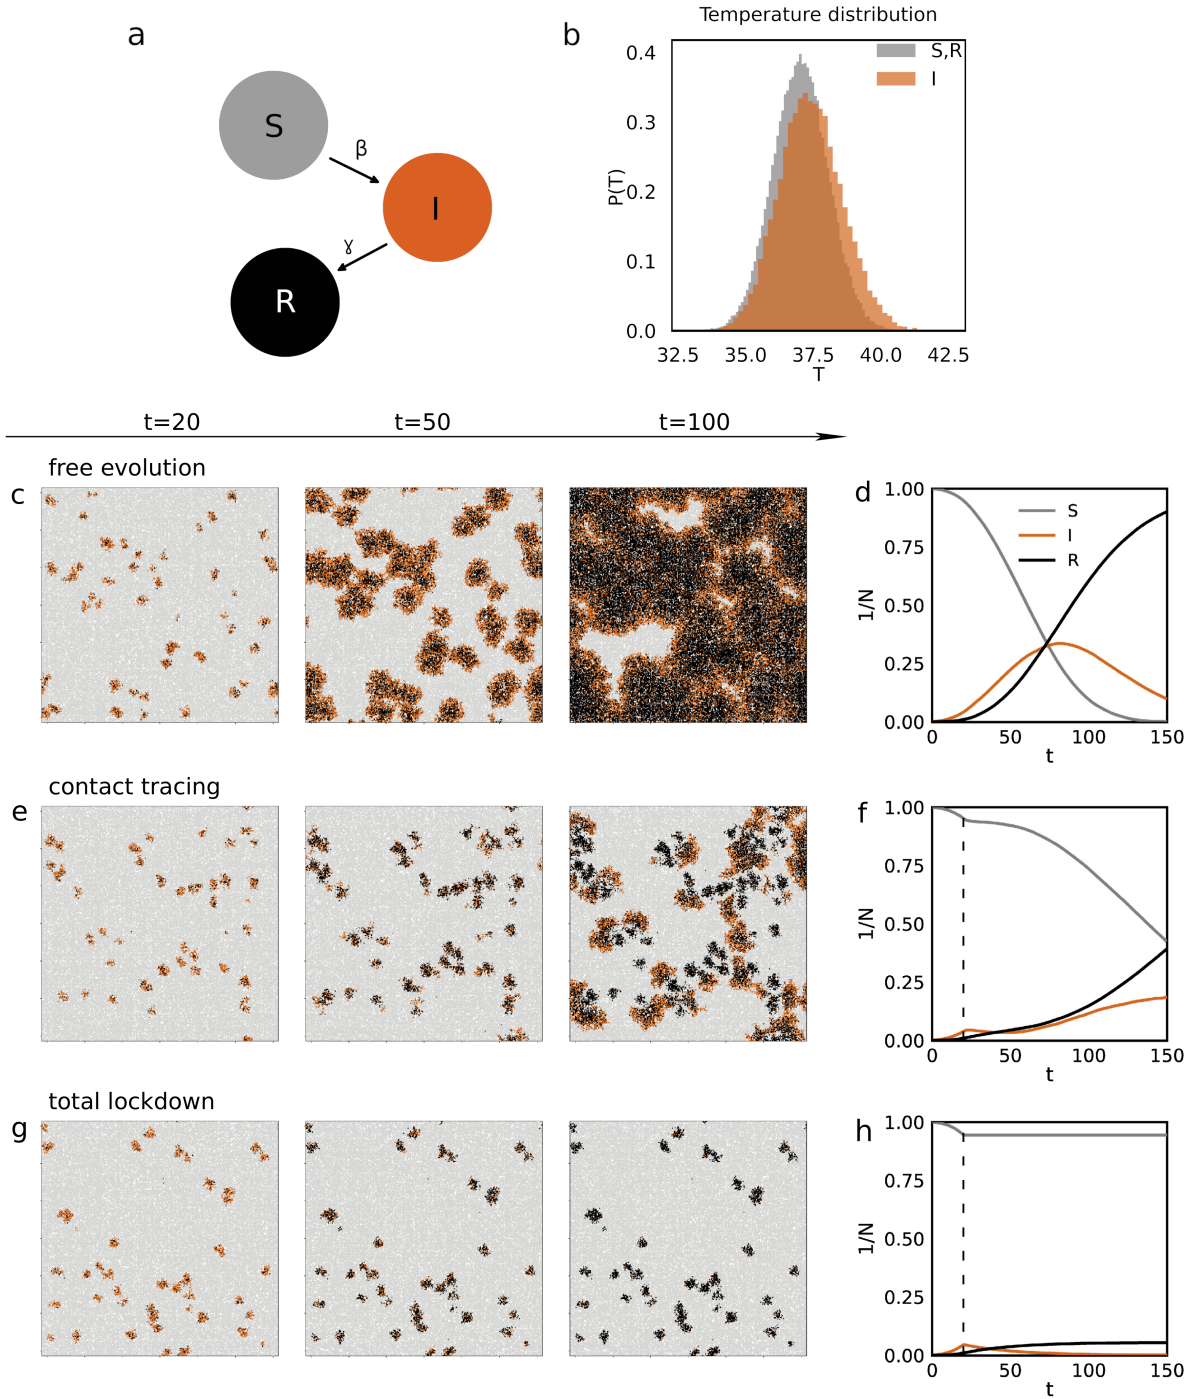 a
S
β
I
γ
R
b
Temperature distribution
P(T)
0.4
0.3
0.2
0.1
0.0
S,R
I
32.5 35.0 37.5 40.0 42.5
T
t=20 t=50 t=100
free evolution
c
d
1/N
1.00
0.75
0.50
0.25
0.00
S
I
R
0 50 100 150
t
contact tracing
e
f
1/N
1.00
0.75
0.50
0.25
0.00
0 50 100 150
t
total lockdown
g
h
1/N
1.00
0.75
0.50
0.25
0.00
0 50 100 150
t